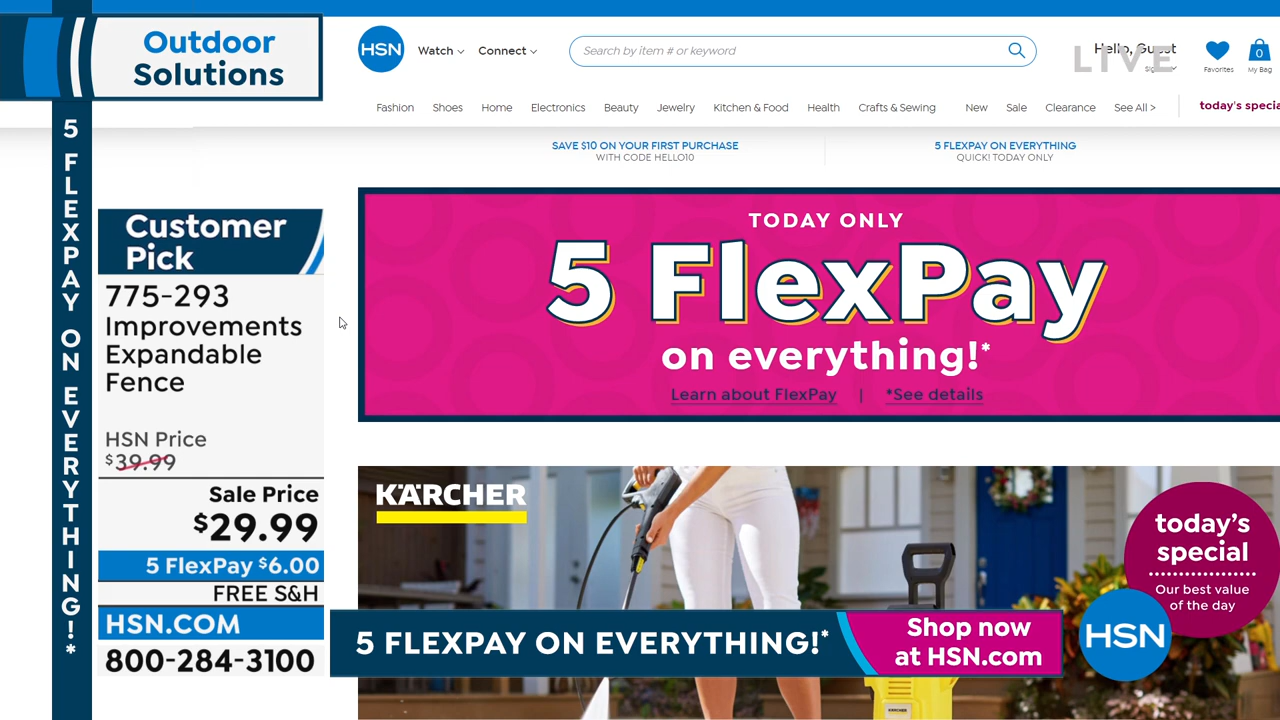 Outdoor
Solutions
5 FLEXPAY ON EVERYTHING!*
Customer
Pick
775-293
Improvements
Expandable
Fence
HSN Price
$39.99
Sale Price
$29.99
5 FlexPay $6.00
FREE S&H
HSN.COM
800-284-3100
HSN
Watch
Connect
Search by item # or keyword
Hello, Guest
LIVE
Favorites
0
My Bag
Fashion
Shoes
Home
Electronics
Beauty
Jewelry
Kitchen & Food
Health
Crafts & Sewing
New
Sale
Clearance
See All >
today's specia
SAVE $10 ON YOUR FIRST PURCHASE
WITH CODE HELLO10
5 FLEXPAY ON EVERYTHING
QUICK! TODAY ONLY
TODAY ONLY
5 FlexPay
on everything!*
Learn about FlexPay | *See details
KÄRCHER
today's
special
Our best value
of the day
5 FLEXPAY ON EVERYTHING!*
Shop now
at HSN.com
HSN
KÄRCHER